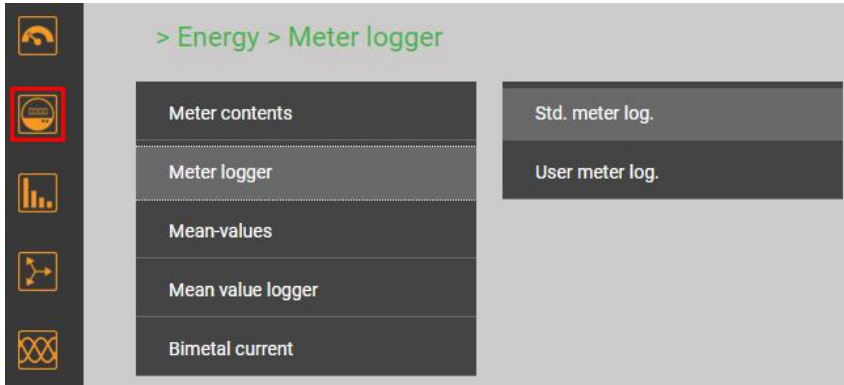 > Energy > Meter logger
Meter contents
Meter logger
Mean-values
Mean value logger
Bimetal current
Std. meter log.
User meter log.